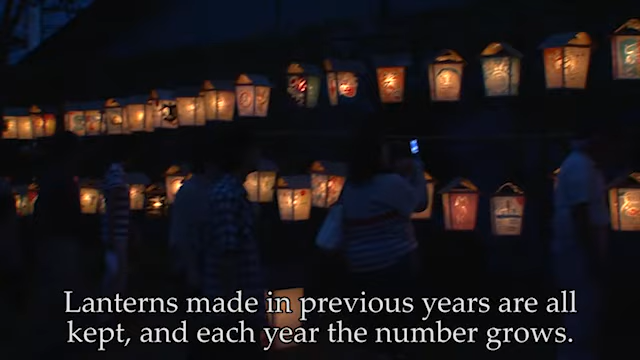 Lanterns made in previous years are all
kept, and each year the number grows.